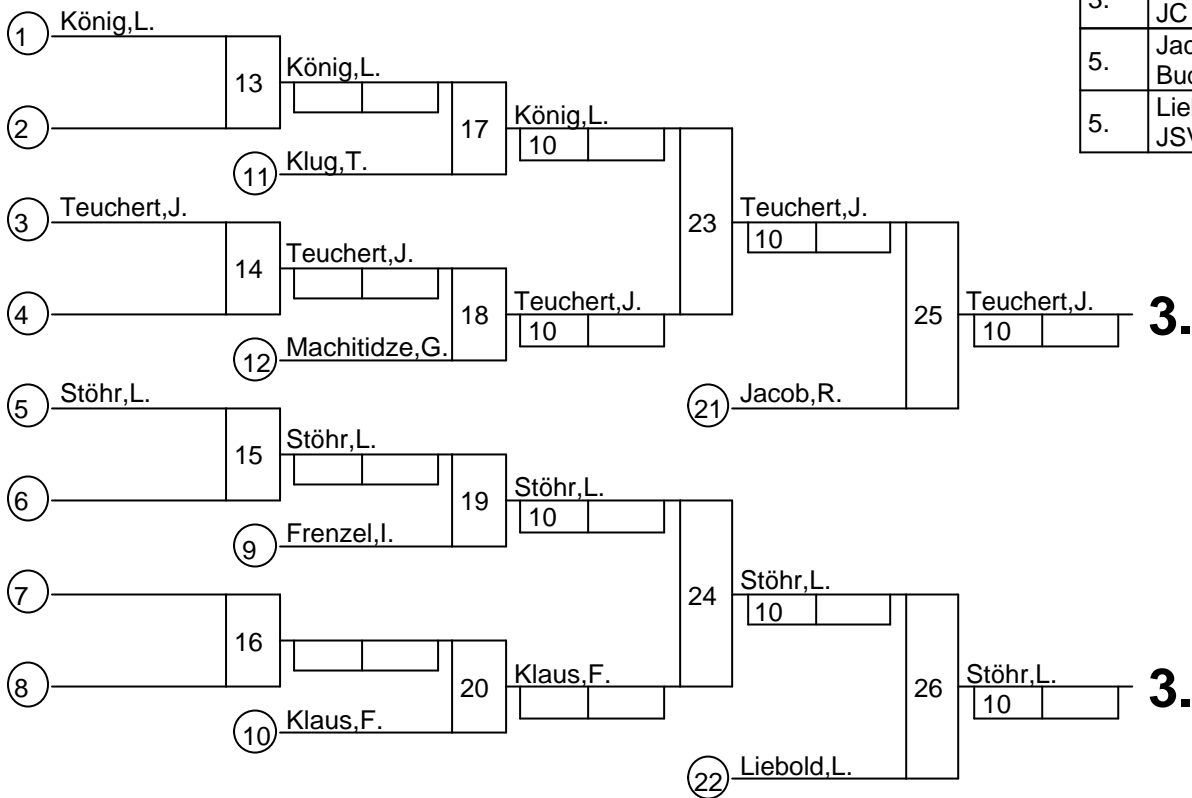 3.
JC
5.
5.
1 König,L.
13
König,L.
2
17
König,L.
10
11 Klug,T.
3 Teuchert,J.
23
Teuchert,J.
10
14
Teuchert,J.
4
18
Teuchert,J.
10
25
Teuchert,J.
10
3.
12 Machitidze,G.
5 Stöhr,L.
21 Jacob,R.
15
Stöhr,L.
6
19
Stöhr,L.
10
9 Frenzel,I.
7
24
Stöhr,L.
10
16
8
20
Klaus,F.
26
Stöhr,L.
10
3.
10 Klaus,F.
22 Liebold,L.